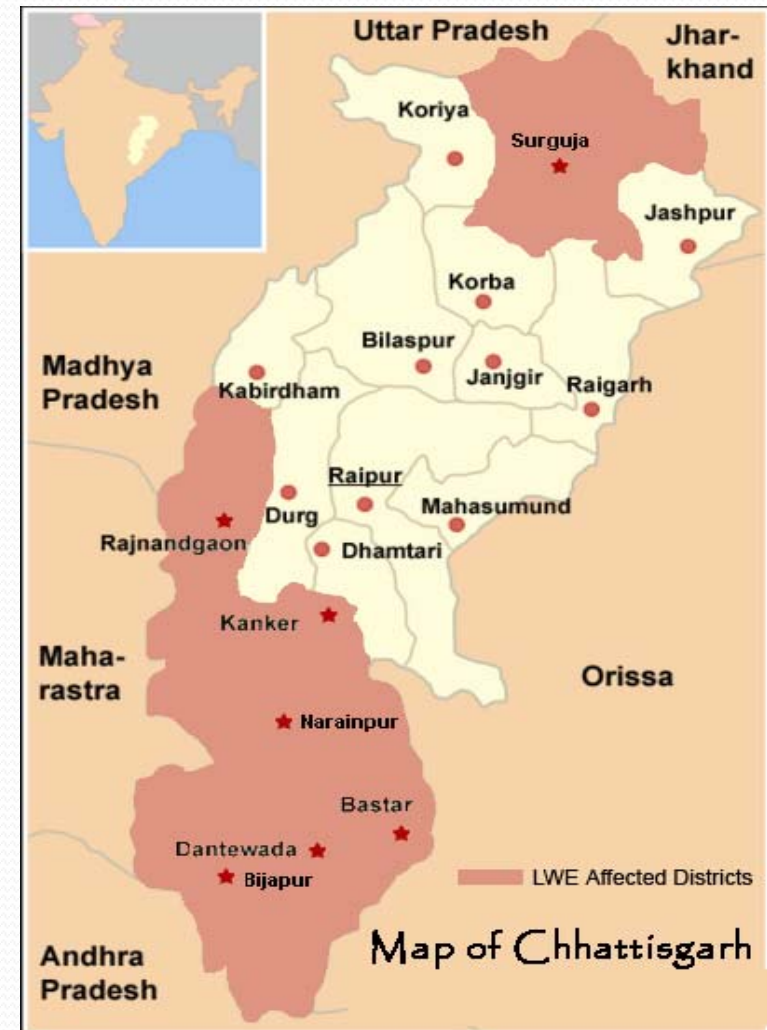 Uttar Pradesh
Jhar-
khand
Koriya
Surguja
Jashpur
Korba
Bilaspur
Janjgir
Raigarh
Madhya
Pradesh
Kabirdham
Raipur
Durg
Mahasumund
Rajnandgaon
Dhamtari
Kanker
Maha-
rastra
Orissa
Narainpur
Bastar
Dantewada
Bijapur
LWE Affected Districts
Map of Chhattisgarh
Andhra
Pradesh